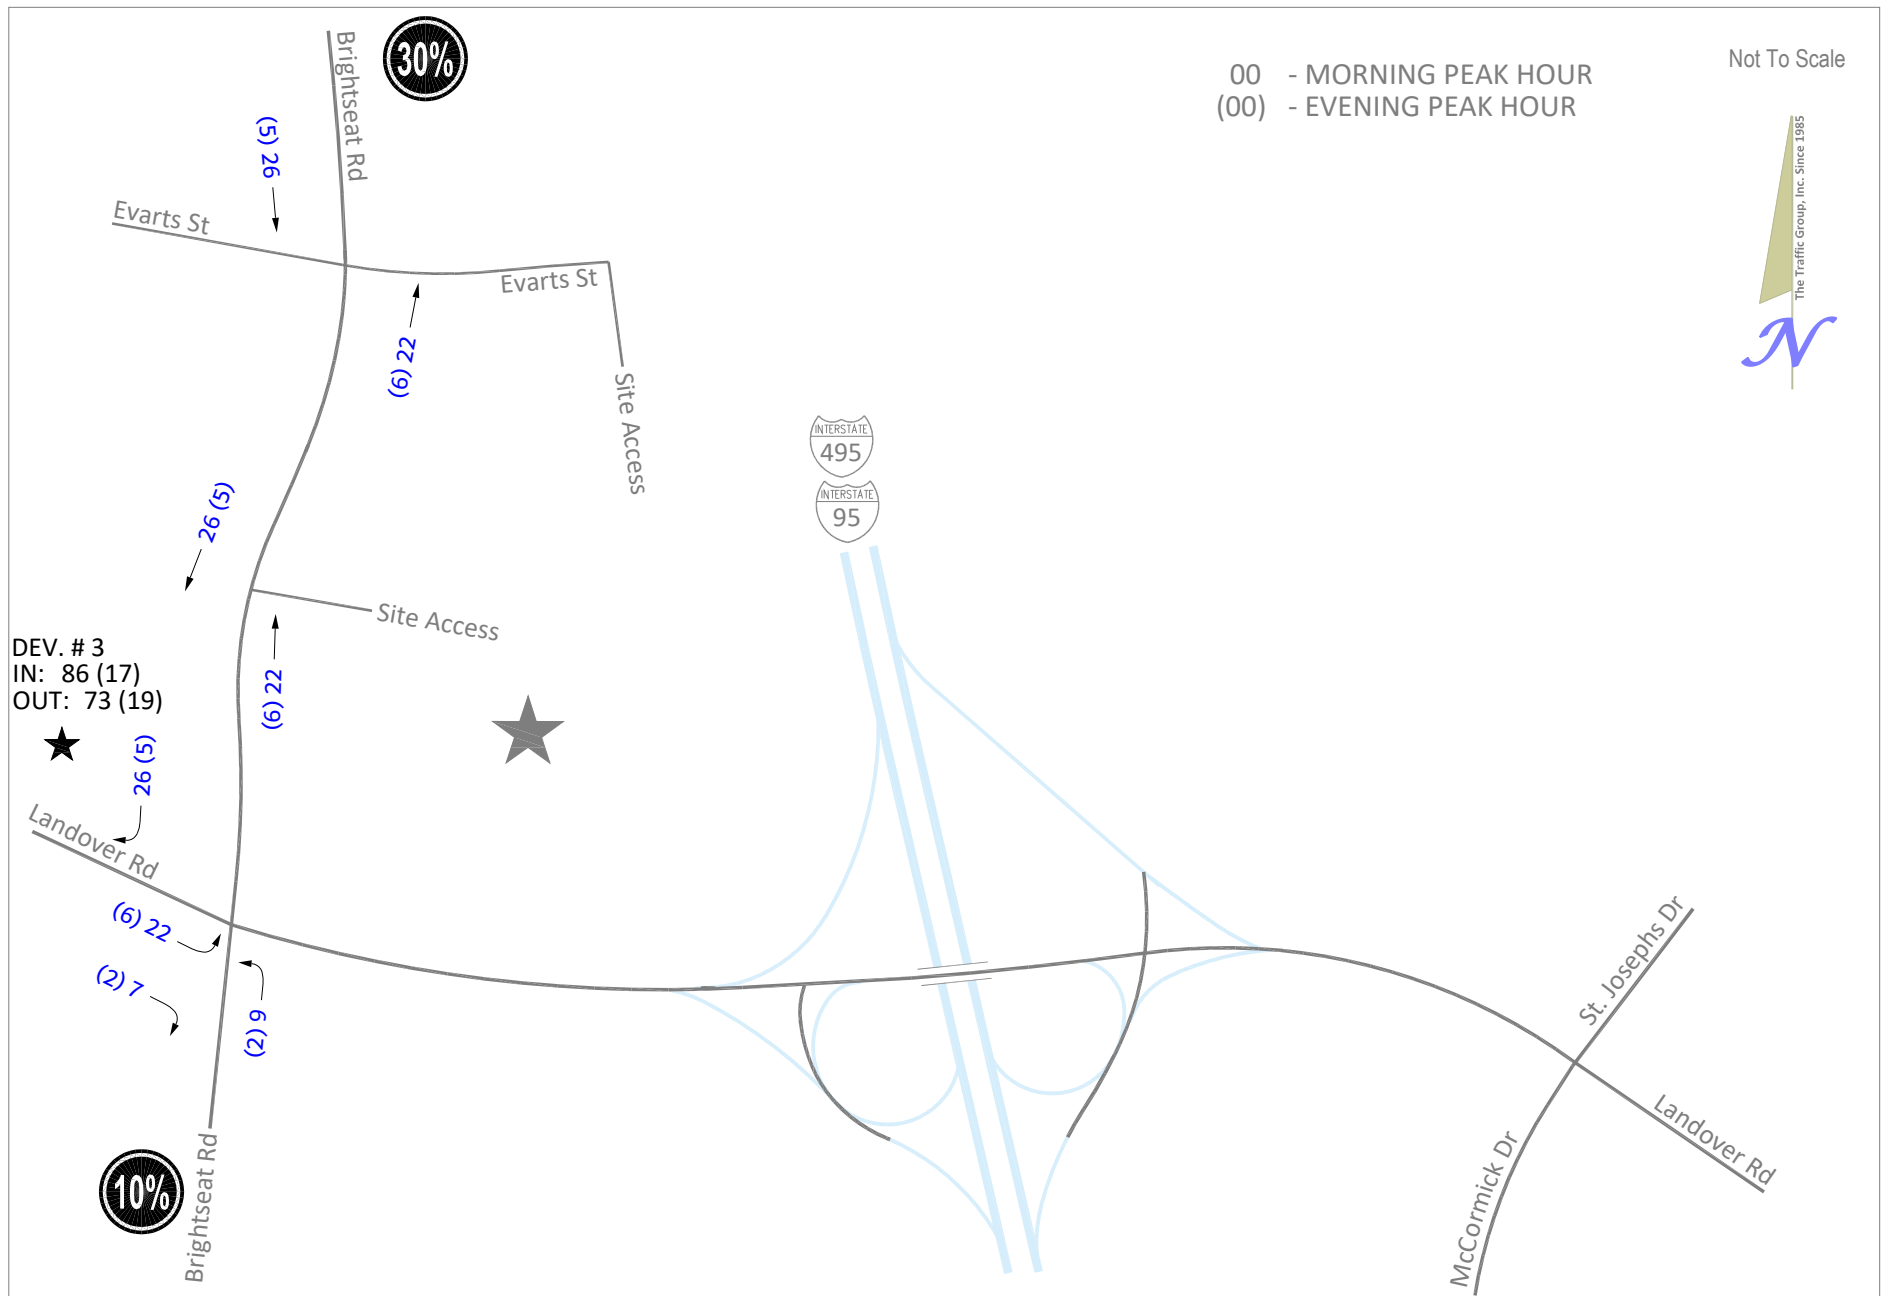 Brightseat Rd
30%
00 - MORNING PEAK HOUR
(00) - EVENING PEAK HOUR
Not To Scale
The Traffic Group, Inc. Since 1985
N
(5) 26
Evarts St
Evarts St
(6) 22
Site Access
INTERSTATE
495
INTERSTATE
95
26 (5)
Site Access
DEV. # 3
IN: 86 (17)
OUT: 73 (19)
(6) 22
26 (5)
Landover Rd
(6) 22
(2) 7
(2) 9
St. Josephs Dr
Landover Rd
McCormick Dr
10%
Brightseat Rd